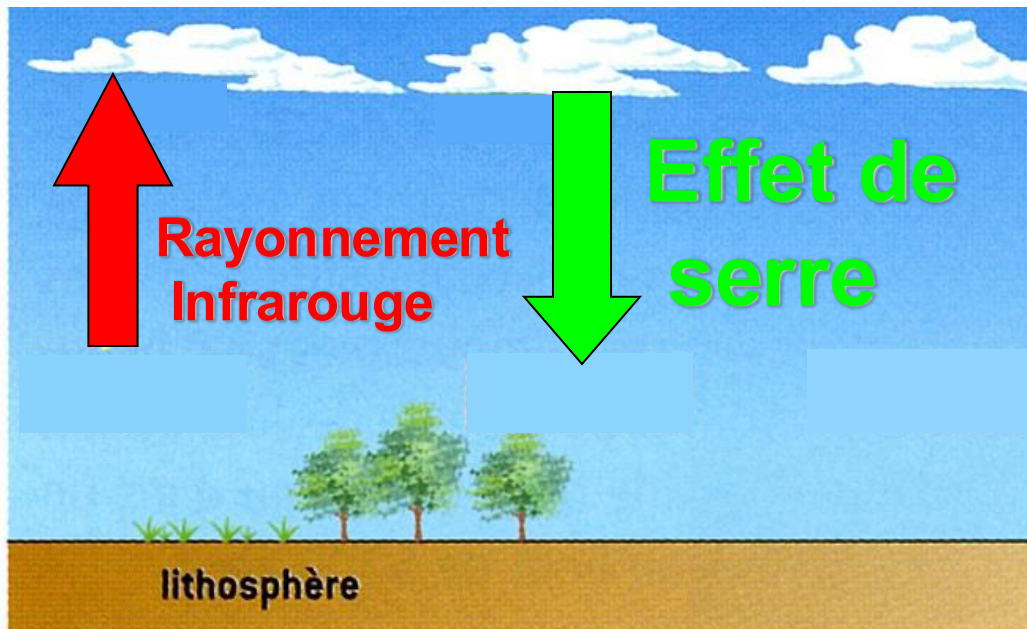 Effet de
serre
Rayonnement
Infrarouge
lithosphère